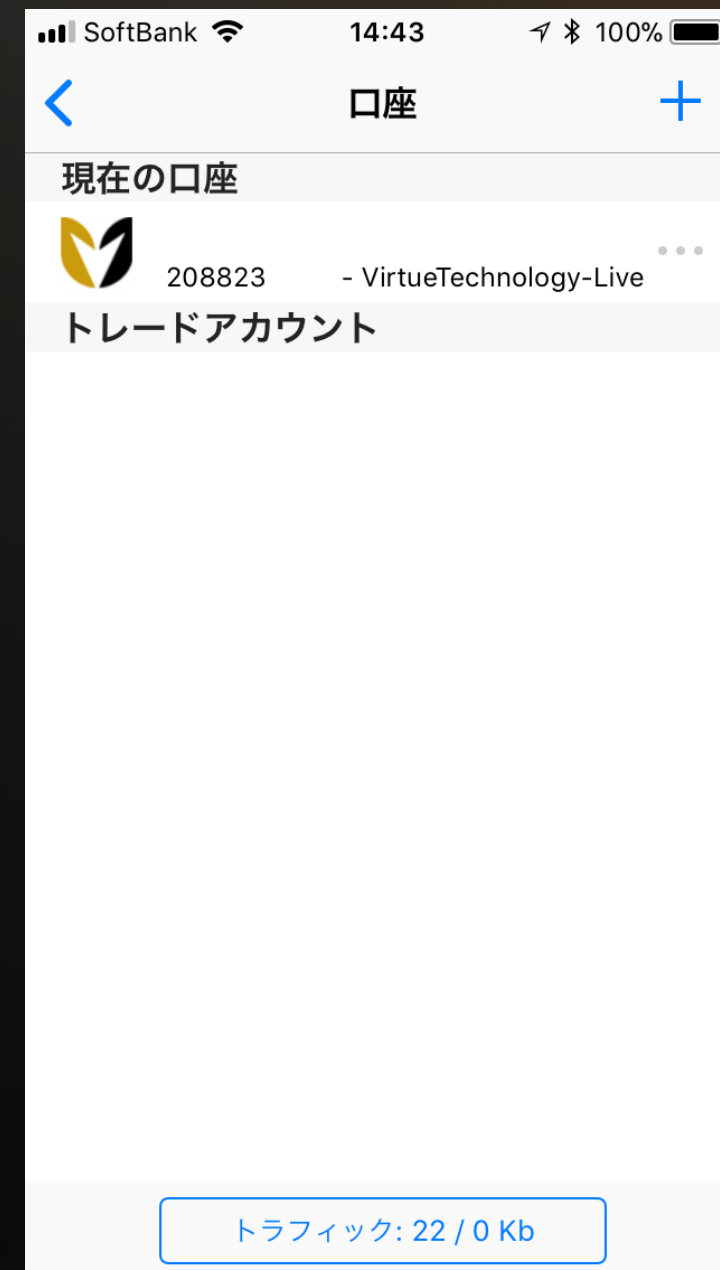 SoftBank 14:43 100%
口座
現在の口座
208823 - VirtueTechnology-Live
トレードアカウント
トラフィック: 22 / 0 Kb